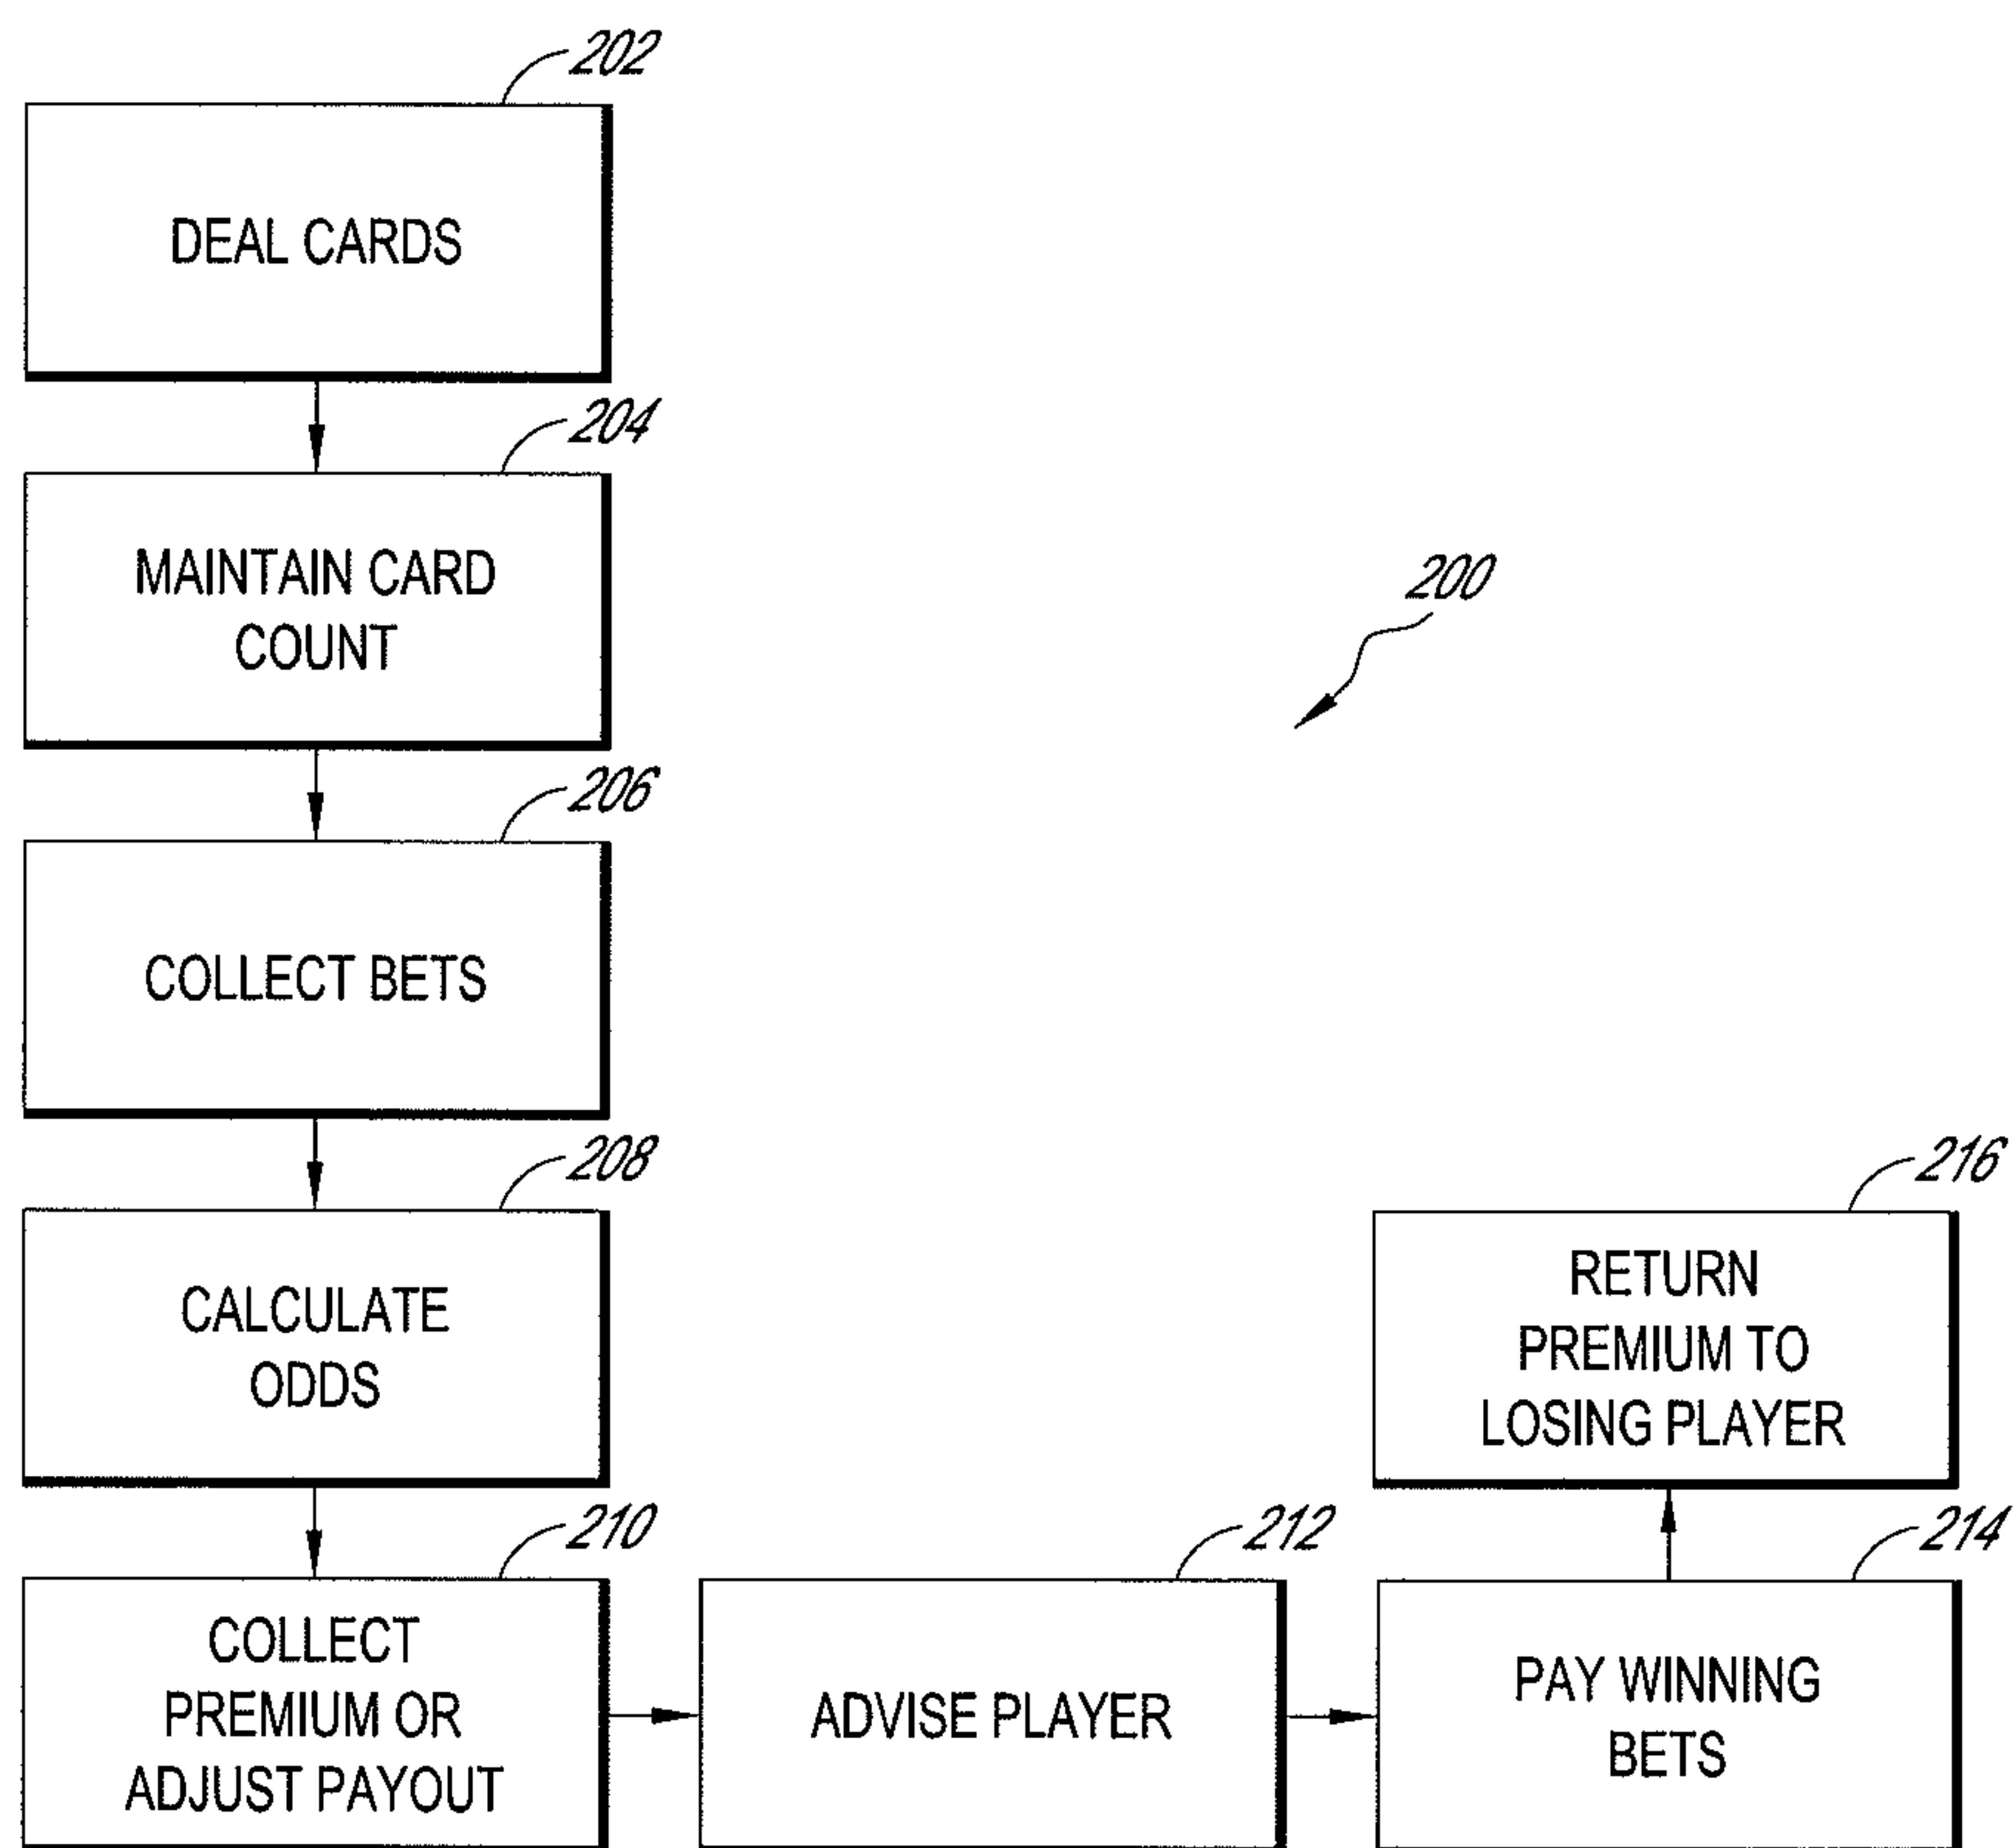 202
DEAL CARDS
204
MAINTAIN CARD
COUNT
200
206
COLLECT BETS
208
CALCULATE
ODDS
210
COLLECT
PREMIUM OR
ADJUST PAYOUT
212
ADVISE PLAYER
214
PAY WINNING
BETS
216
RETURN
PREMIUM TO
LOSING PLAYER